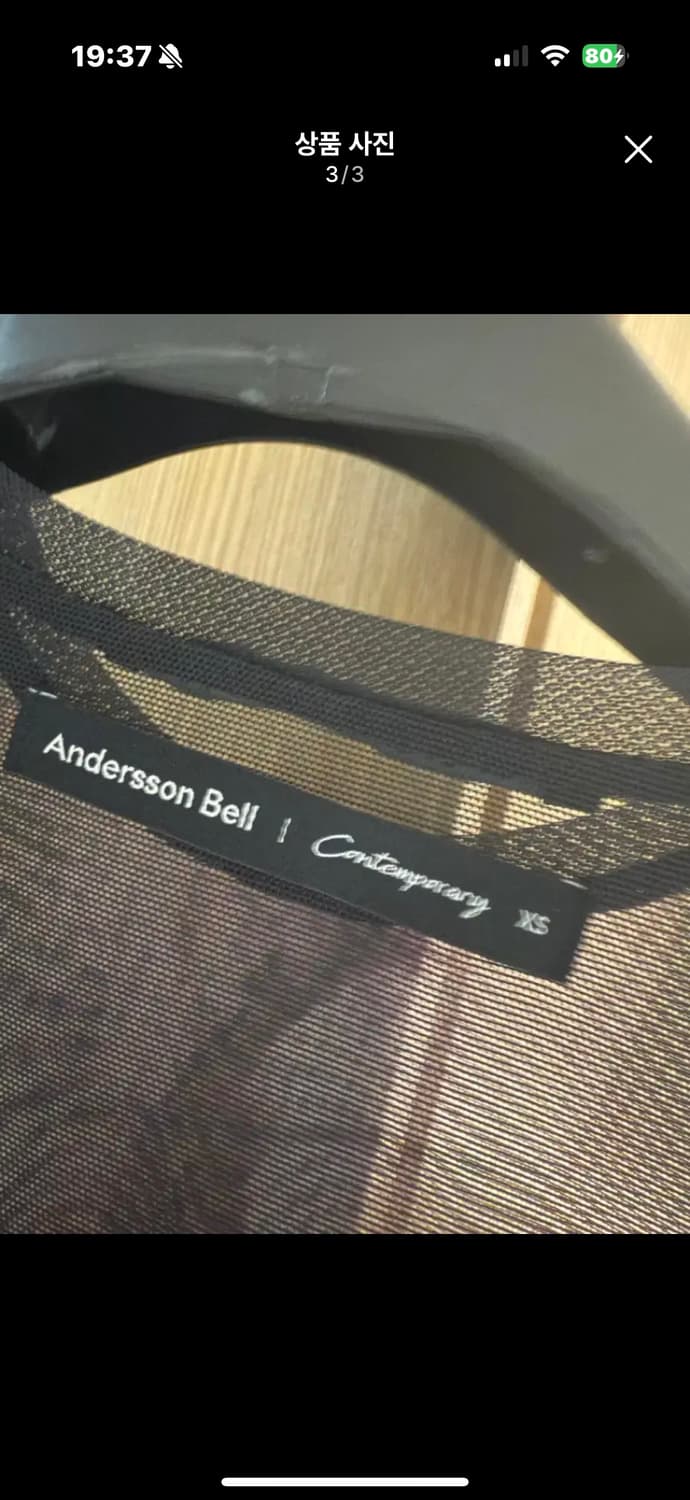 19:37
80
상품 사진
3/3
Andersson Bell | Contemporary XS